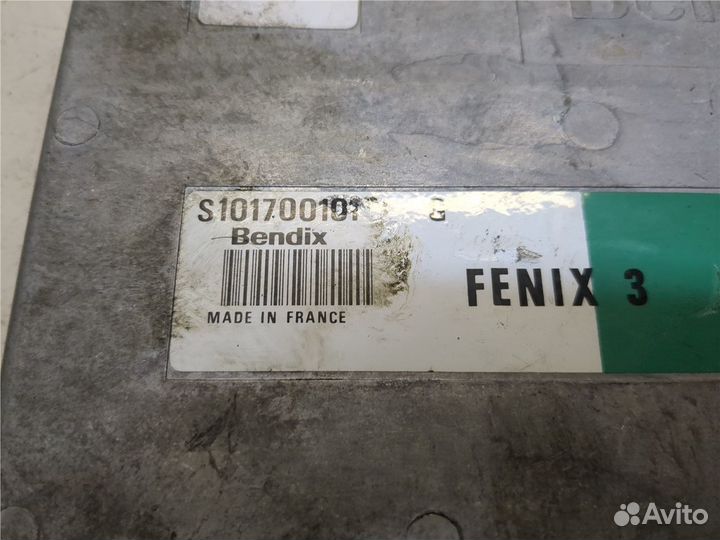 S101700101 G
Bendix
MADE IN FRANCE
FENIX 3
Avito